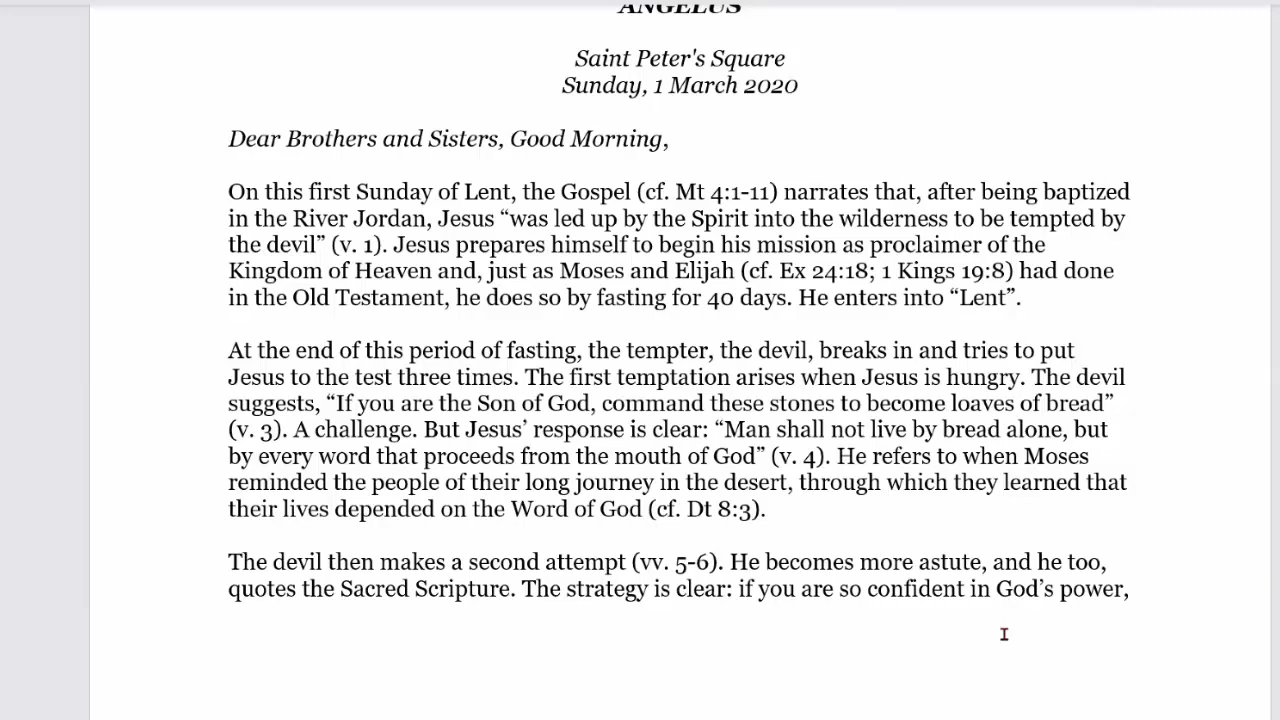 ANGELUS
Saint Peter's Square
Sunday, 1 March 2020
Dear Brothers and Sisters, Good Morning,
On this first Sunday of Lent, the Gospel (cf. Mt 4:1-11) narrates that, after being baptized
in the River Jordan, Jesus “was led up by the Spirit into the wilderness to be tempted by
the devil” (v. 1). Jesus prepares himself to begin his mission as proclaimer of the
Kingdom of Heaven and, just as Moses and Elijah (cf. Ex 24:18; 1 Kings 19:8) had done
in the Old Testament, he does so by fasting for 40 days. He enters into “Lent”.
At the end of this period of fasting, the tempter, the devil, breaks in and tries to put
Jesus to the test three times. The first temptation arises when Jesus is hungry. The devil
suggests, “If you are the Son of God, command these stones to become loaves of bread”
(v. 3). A challenge. But Jesus’ response is clear: “Man shall not live by bread alone, but
by every word that proceeds from the mouth of God” (v. 4). He refers to when Moses
reminded the people of their long journey in the desert, through which they learned that
their lives depended on the Word of God (cf. Dt 8:3).
The devil then makes a second attempt (vv. 5-6). He becomes more astute, and he too,
quotes the Sacred Scripture. The strategy is clear: if you are so confident in God’s power,